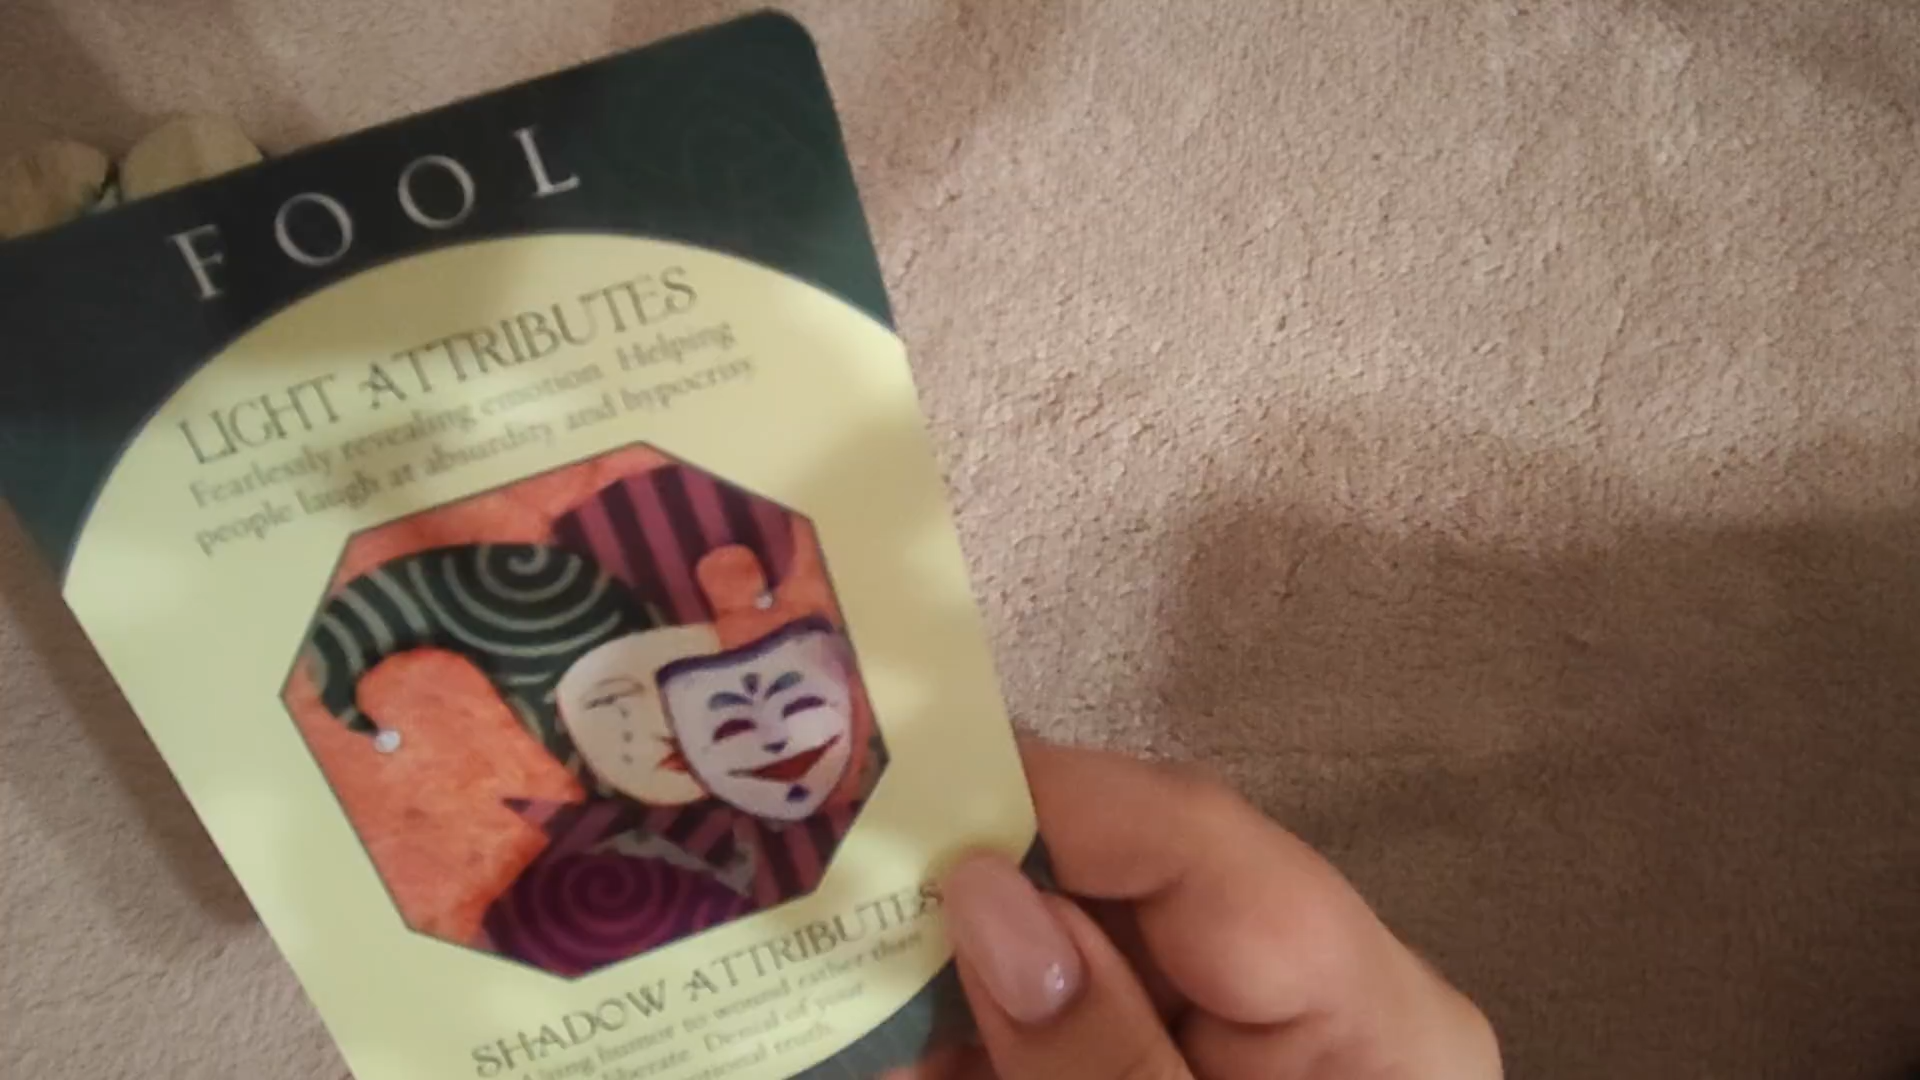 FOOL
LIGHT ATTRIBUTES
Fearlessly revealing emotion. Helping
people laugh at absurdity and hypocrisy
SHADOW ATTRIBUTES
Using humor to wound rather than
liberate. Denial of your
emotional truth.